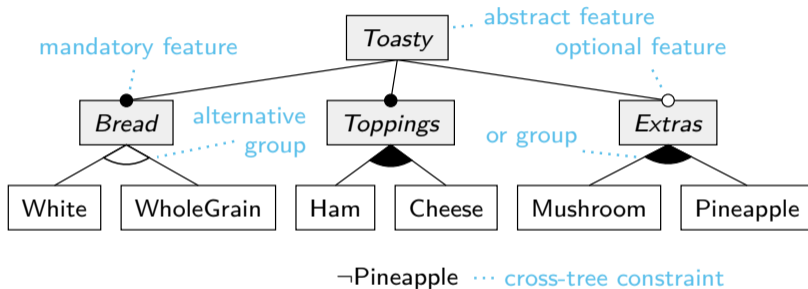 Toasty
abstract feature
mandatory feature
optional feature
Bread
alternative
group
Toppings
or group
Extras
White
WholeGrain
Ham
Cheese
Mushroom
Pineapple
¬Pineapple
cross-tree constraint